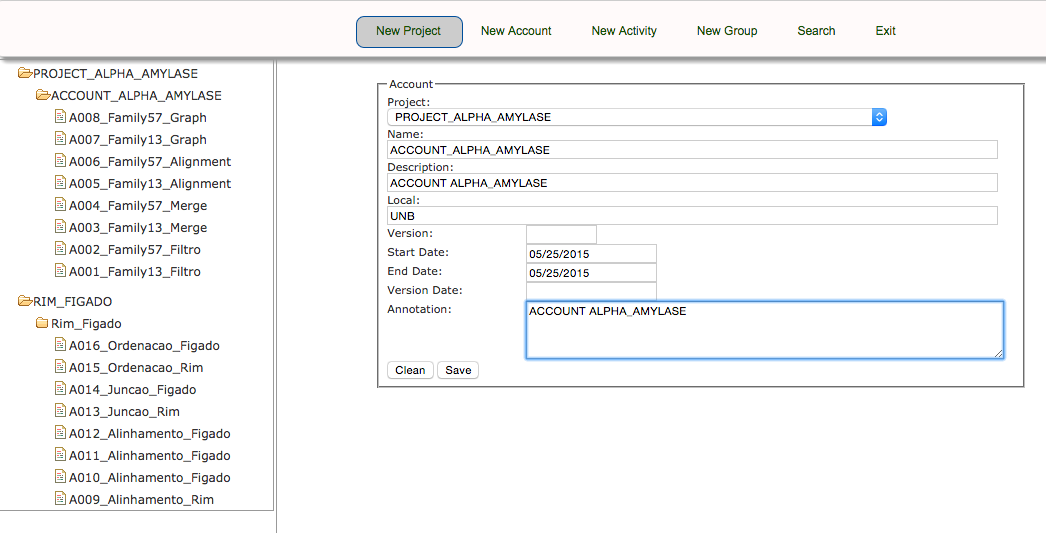 New Project New Account New Activity New Group Search Exit
PROJECT_ALPHA_AMYLASE
ACCOUNT_ALPHA_AMYLASE
A008_Family57_Graph
A007_Family13_Graph
A006_Family57_Alignment
A005_Family13_Alignment
A004_Family57_Merge
A003_Family13_Merge
A002_Family57_Filtro
A001_Family13_Filtro
RIM_FIGADO
Rim_Figado
A016_Ordenacao_Figado
A015_Ordenacao_Rim
A014_Juncao_Figado
A013_Juncao_Rim
A012_Alinhamento_Figado
A011_Alinhamento_Figado
A010_Alinhamento_Figado
A009_Alinhamento_Rim
Account
Project:
PROJECT_ALPHA_AMYLASE
Name:
ACCOUNT_ALPHA_AMYLASE
Description:
ACCOUNT ALPHA_AMYLASE
Local:
UNB
Version:
Start Date: 05/25/2015
End Date: 05/25/2015
Version Date:
Annotation: ACCOUNT ALPHA_AMYLASE
Clean Save